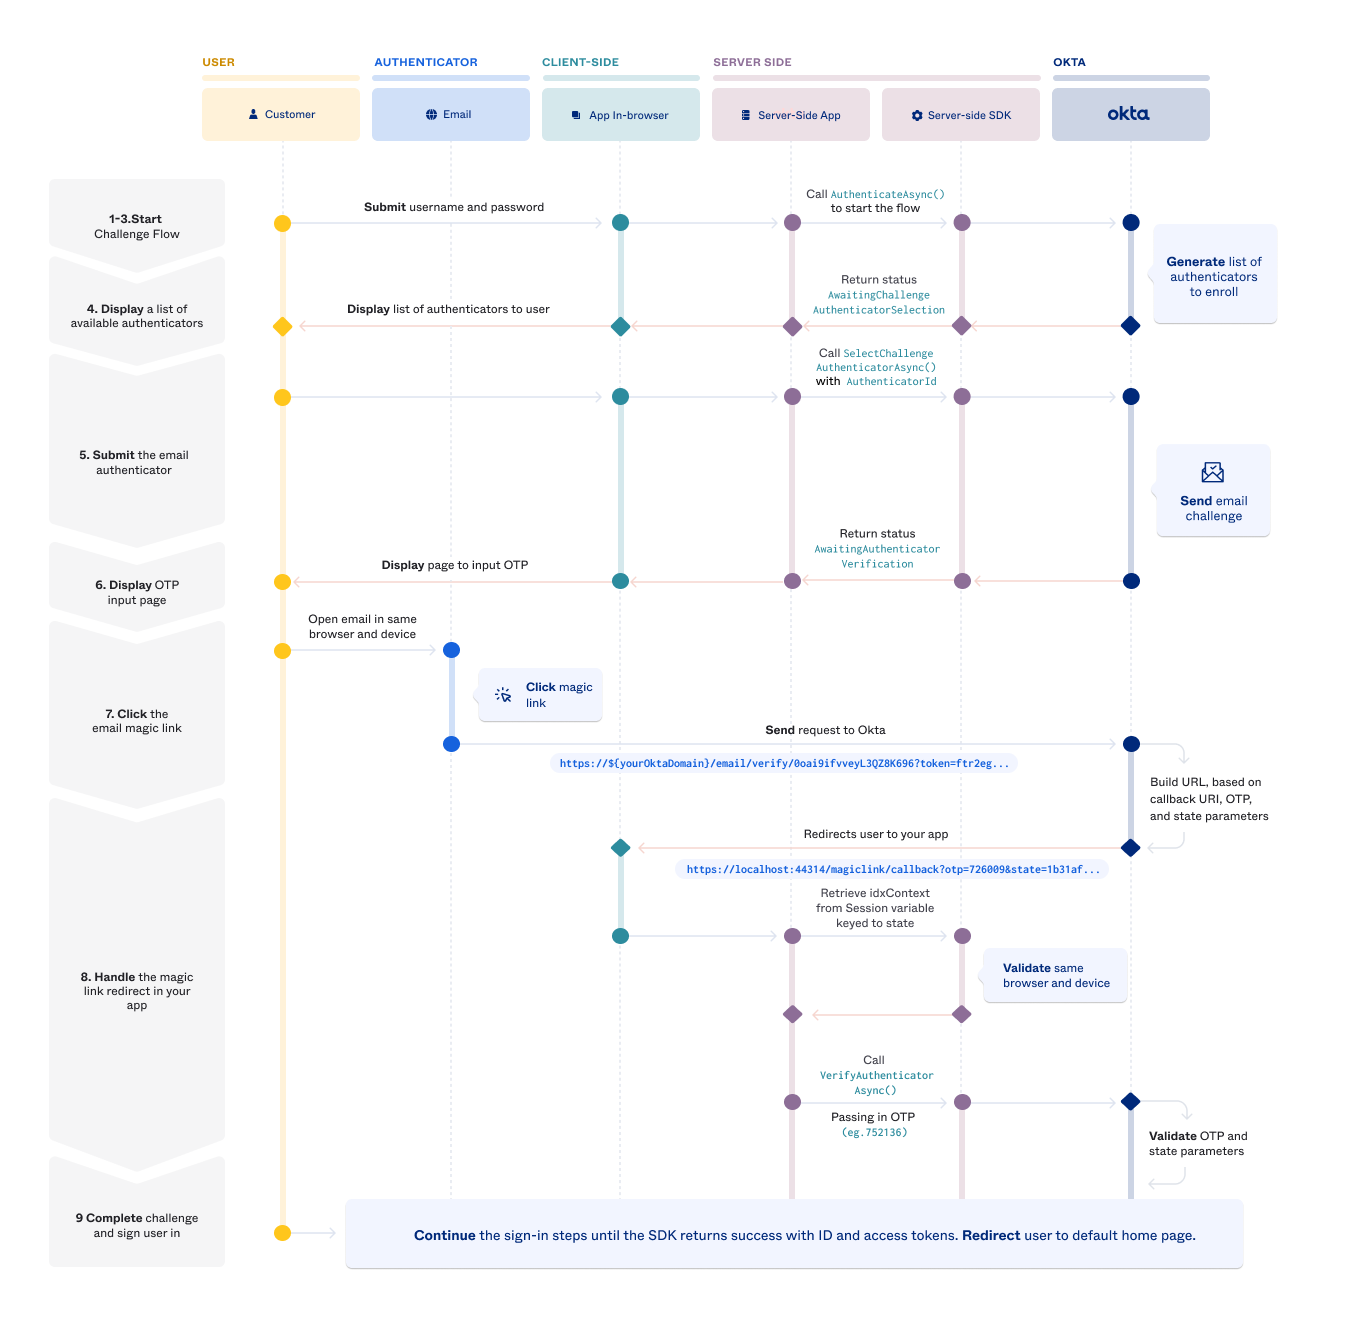 USER
AUTHENTICATOR
CLIENT-SIDE
SERVER SIDE
OKTA
Customer
Email
App In-browser
Server-Side App
Server-side SDK
okta
1-3.Start
Challenge Flow
Submit username and password
Call AuthenticateAsync()
to start the flow
Generate list of
authenticators
to enroll
4. Display a list of
available authenticators
Display list of authenticators to user
Return status
AwaitingChallenge
AuthenticatorSelection
Call SelectChallenge
AuthenticatorAsync()
with AuthenticatorId
5. Submit the email
authenticator
Send email
challenge
Return status
AwaitingAuthenticator
Verification
6. Display OTP
input page
Display page to input OTP
Open email in same
browser and device
7. Click the
email magic link
Click magic
link
Send request to Okta
https://${yourOktaDomain}/email/verify/0oai9ifvveyL3QZ8K696?token=ftr2eg...
Build URL, based on
callback URI, OTP,
and state parameters
Redirects user to your app
https://localhost:44314/magiclink/callback?otp=726009&state=1b31af...
Retrieve idxContext
from Session variable
keyed to state
8. Handle the magic
link redirect in your
app
Validate same
browser and device
Call
VerifyAuthenticator
Async()
Passing in OTP
(eg.752136)
Validate OTP and
state parameters
9 Complete challenge
and sign user in
Continue the sign-in steps until the SDK returns success with ID and access tokens. Redirect user to default home page.